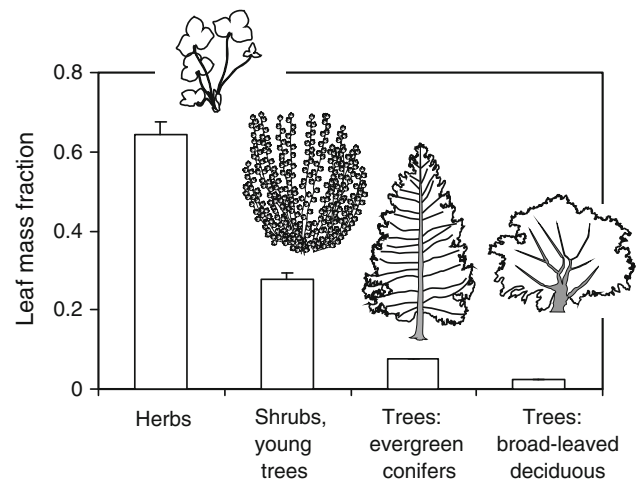 Leaf mass fraction
0.8
0.6
0.4
0.2
0
Herbs
Shrubs,
young
trees
Trees:
evergreen
conifers
Trees:
broad-leaved
deciduous